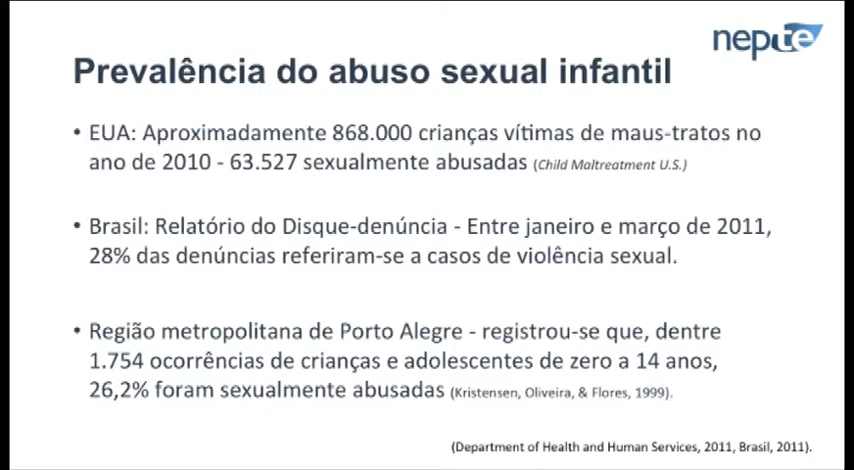 nepte
Prevalência do abuso sexual infantil
• EUA: Aproximadamente 868.000 crianças vítimas de maus-tratos no
ano de 2010 - 63.527 sexualmente abusadas (Child Maltreatment U.S.)
• Brasil: Relatório do Disque-denúncia - Entre janeiro e março de 2011,
28% das denúncias referiram-se a casos de violência sexual.
• Região metropolitana de Porto Alegre - registrou-se que, dentre
1.754 ocorrências de crianças e adolescentes de zero a 14 anos,
26,2% foram sexualmente abusadas (Kristensen, Oliveira, & Flores, 1999).
(Department of Health and Human Services, 2011, Brasil, 2011).